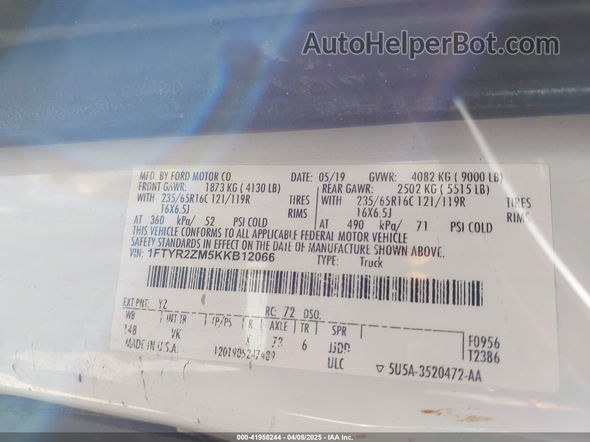 AutoHelperBot.com
MFD. BY FORD MOTOR CO. 05/19 GVWR: 4082 KG ( 9000 LB)
FRONT GAWR: 1873 KG ( 4130 LB) REAR GAWR: 2502 KG ( 5515 LB)
WITH 235/65R16C 121/119R TIRES WITH 235/65R16C 121/119R TIRES
16X6.5J RIMS 16X6.5J RIMS
AT 360 kPa/ 52 PSI COLD AT 490 kPa/ 71 PSI COLD
THIS VEHICLE CONFORMS TO ALL APPLICABLE FEDERAL MOTOR VEHICLE
SAFETY STANDARDS IN EFFECT ON THE DATE OF MANUFACTURE SHOWN ABOVE.
VIN: 1FTYR2ZM5KKB12066 TYPE: Truck
EXT PNT: YZ RC: 72 DSO:
WB INT TR TP/PS R AXLE TR SPR F0956
148 VK X 73 6 JJDD T2386
MADE IN U.S.A. ULC ▽ 5U5A-3520472-AA
000-41958244 - 04/08/2025 - IAA Inc.